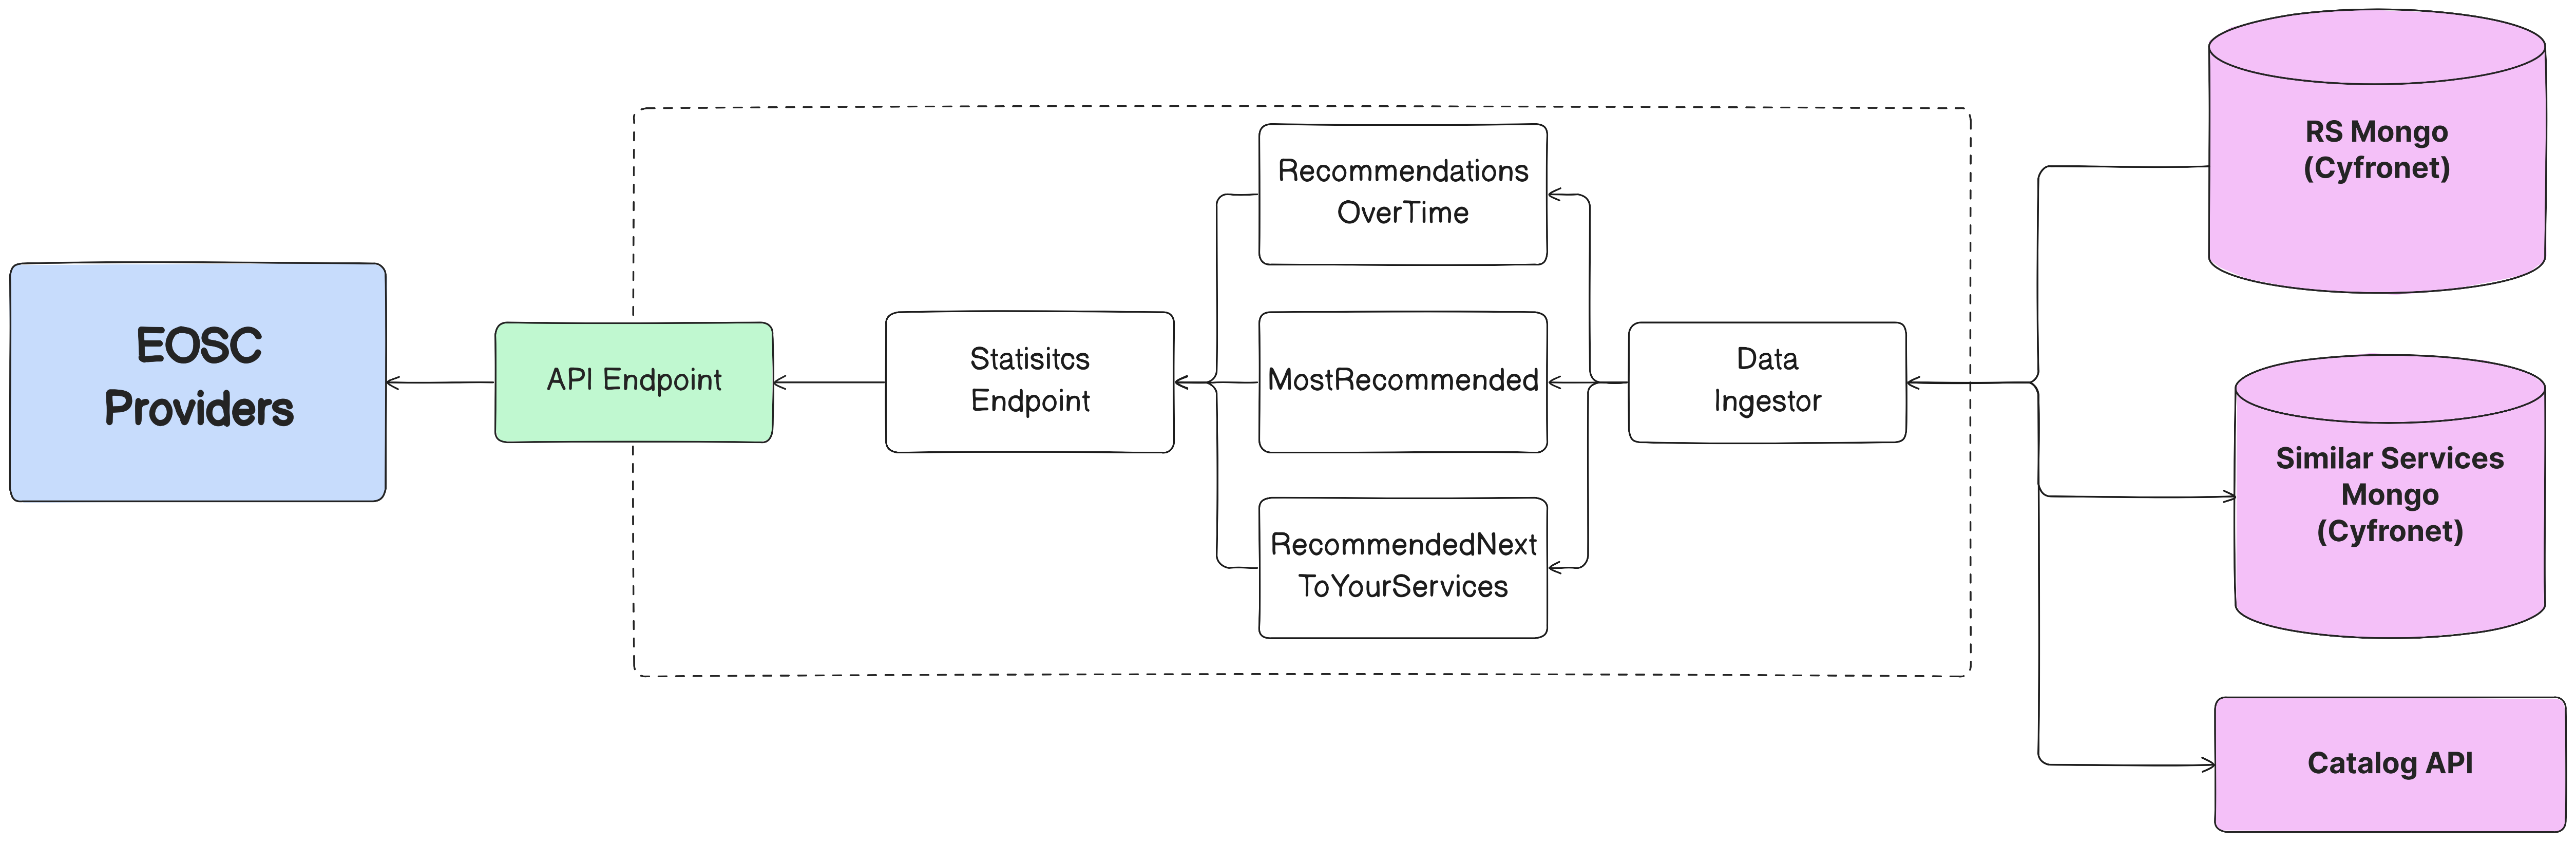 EOSC
Providers
API Endpoint
Statisitcs
Endpoint
Recommendations
OverTime
MostRecommended
RecommendedNext
ToYourServices
Data
Ingestor
RS Mongo
(Cyfronet)
Similar Services
Mongo
(Cyfronet)
Catalog API